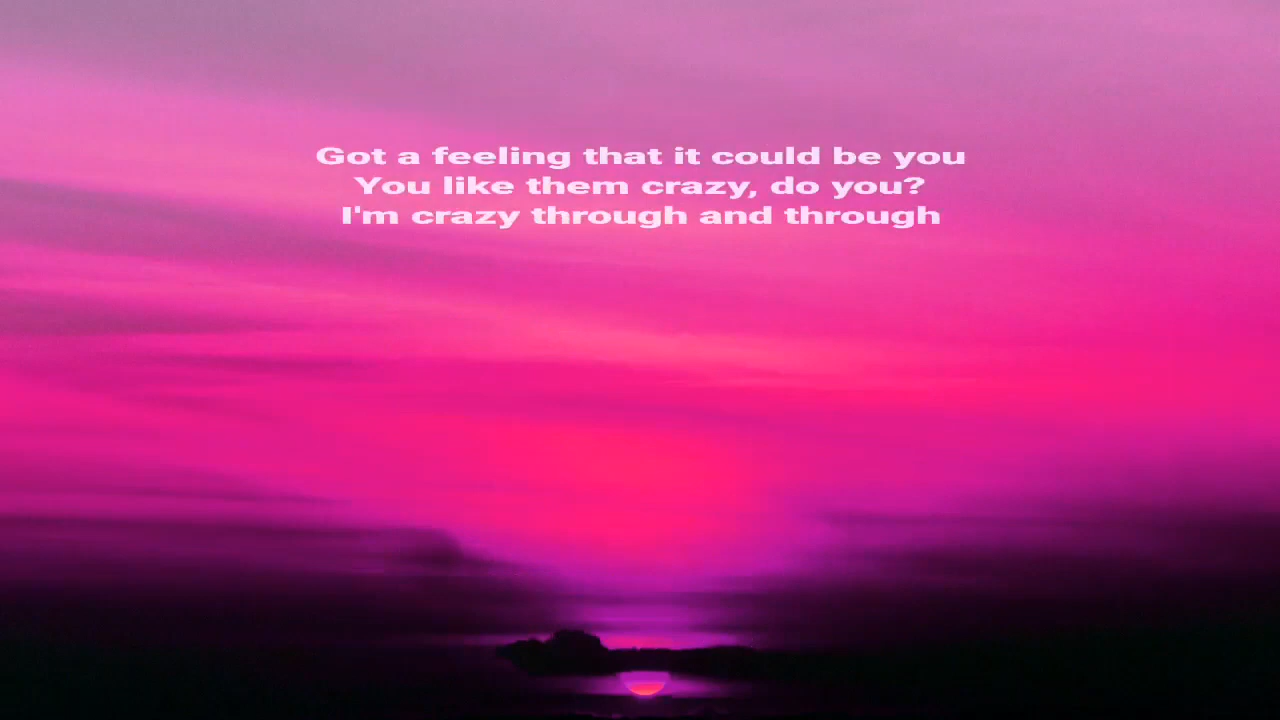 Got a feeling that it could be you
You like them crazy, do you?
I'm crazy through and through